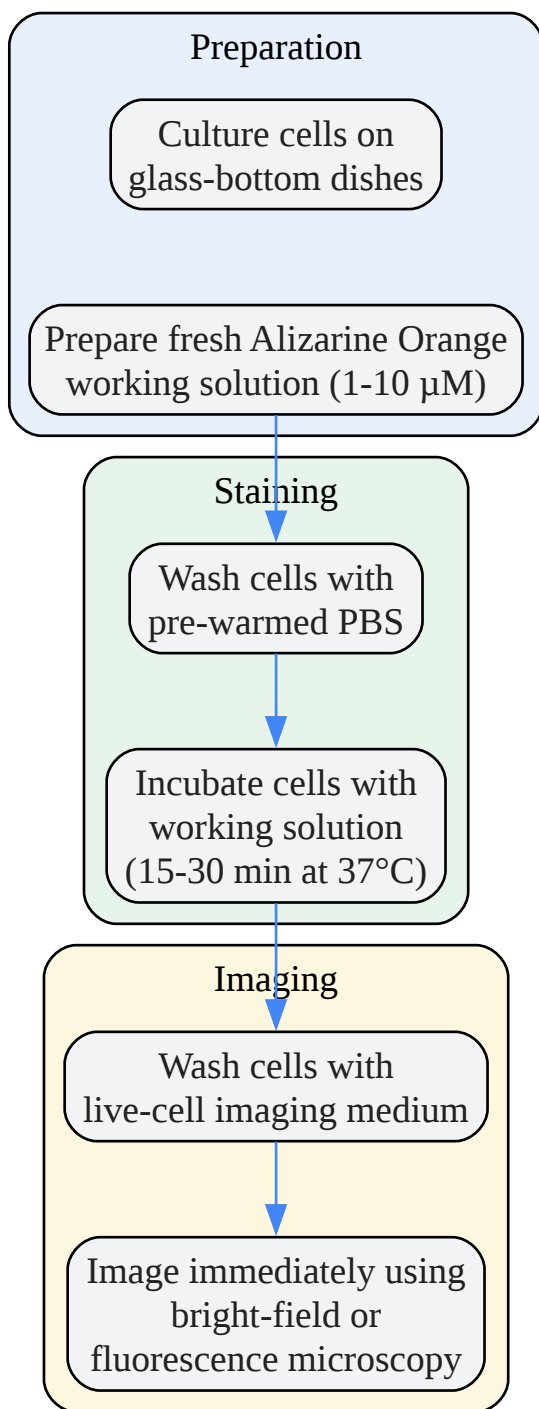 Preparation
Culture cells on
glass-bottom dishes
Prepare fresh Alizarine Orange
working solution (1-10 µM)
Staining
Wash cells with
pre-warmed PBS
Incubate cells with
working solution
(15-30 min at 37°C)
Imaging
Wash cells with
live-cell imaging medium
Image immediately using
bright-field or
fluorescence microscopy